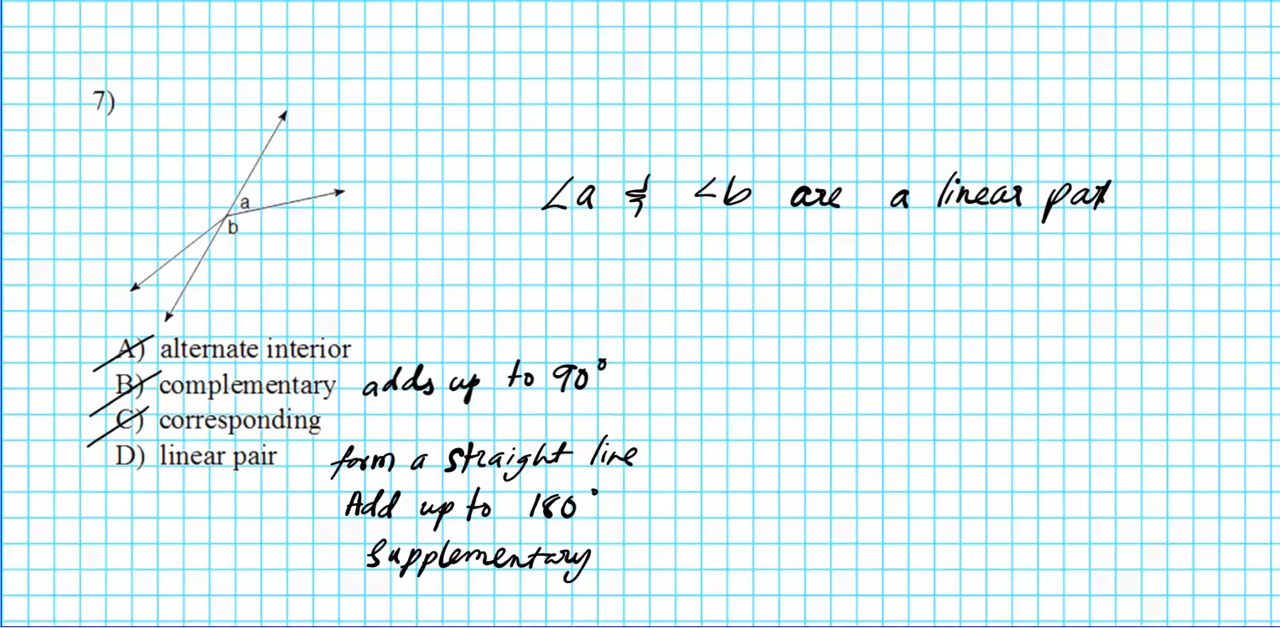 7)
∠a & ∠b are a linear pair
a
b
A) alternate interior
B) complementary adds up to 90°
C) corresponding
D) linear pair form a straight line
Add up to 180°
Supplementary